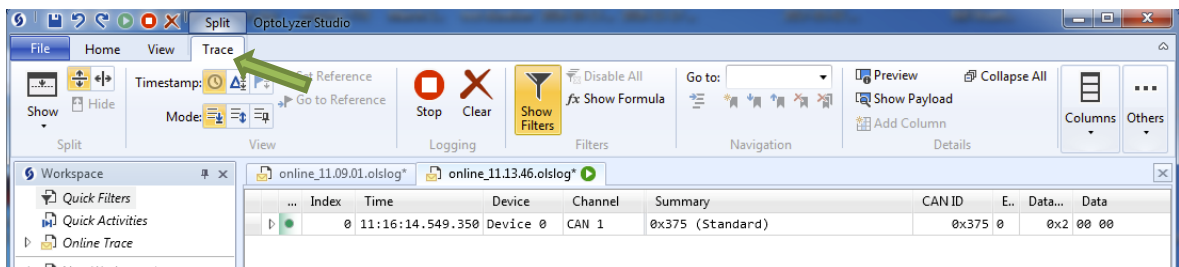 Split OptoLyzer Studio
File Home View Trace
Show Hide Timestamp: Set Reference Stop Clear Show Filters Disable All Go to: Preview Collapse All Columns Others
Go to Reference fx Show Formula Show Payload
Mode: Add Column
Split View Logging Filters Navigation Details
Workspace online_11.09.01.olslog* online_11.13.46.olslog*
Quick Filters ... Index Time Device Channel Summary CAN ID E.. Data... Data
Quick Activities 0 11:16:14.549.350 Device 0 CAN 1 0x375 (Standard) 0x375 0 0x2 00 00
Online Trace